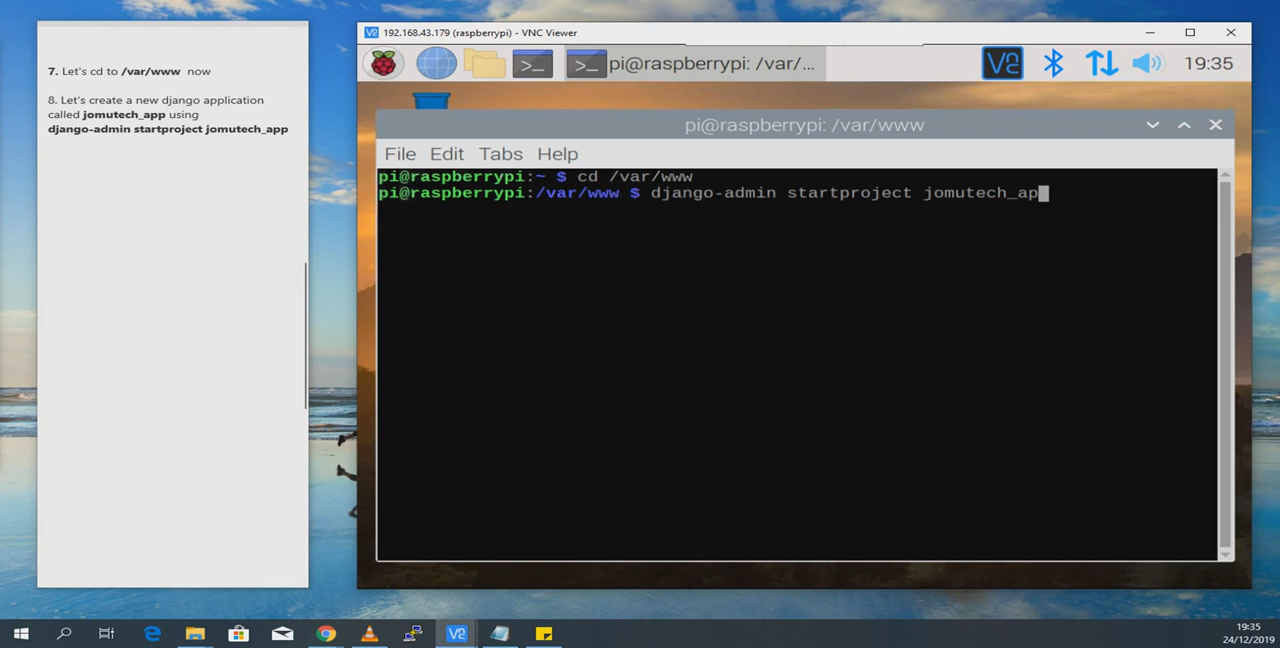 7. Let's cd to /var/www now
8. Let's create a new django application
called jomutech_app using
django-admin startproject jomutech_app
192.168.43.179 (raspberrypi) - VNC Viewer
pi@raspberrypi: /var/...
19:35
pi@raspberrypi: /var/www
File Edit Tabs Help
pi@raspberrypi:~ $ cd /var/www
pi@raspberrypi:/var/www $ django-admin startproject jomutech_ap
19:35
24/12/2019